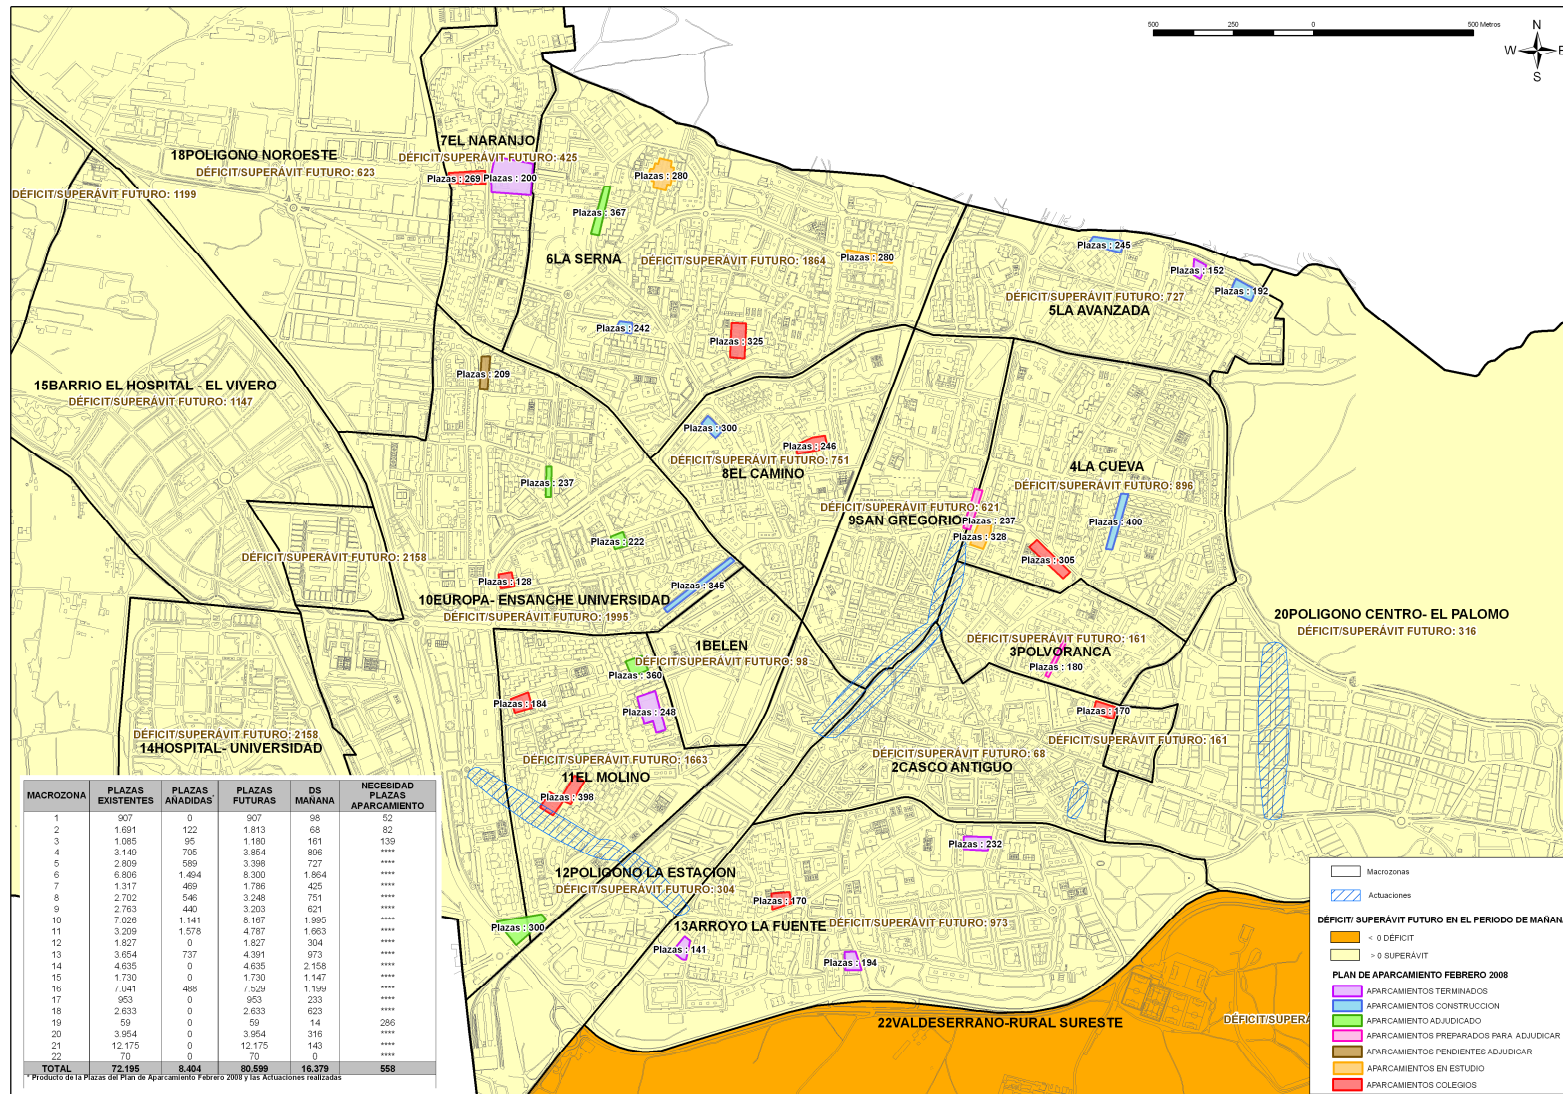 500 250 0 500 Metros
N
W E
S
7EL NARANJO
DÉFICIT/SUPERÁVIT FUTURO: 425
18POLIGONO NOROESTE
DÉFICIT/SUPERÁVIT FUTURO: 623
DÉFICIT/SUPERÁVIT FUTURO: 1199
Plazas : 269
Plazas : 200
Plazas : 280
Plazas : 367
6LA SERNA
DÉFICIT/SUPERÁVIT FUTURO: 1864
Plazas : 280
Plazas : 245
Plazas : 152
Plazas : 192
DÉFICIT/SUPERÁVIT FUTURO: 727
5LA AVANZADA
Plazas : 242
Plazas : 325
Plazas : 209
15BARRIO EL HOSPITAL - EL VIVERO
DÉFICIT/SUPERÁVIT FUTURO: 1147
Plazas : 300
Plazas : 246
DÉFICIT/SUPERÁVIT FUTURO: 751
8EL CAMINO
4LA CUEVA
DÉFICIT/SUPERÁVIT FUTURO: 896
Plazas : 237
DÉFICIT/SUPERÁVIT FUTURO: 621
9SAN GREGORIO
Plazas : 237
Plazas : 328
Plazas : 400
Plazas : 222
DÉFICIT/SUPERÁVIT FUTURO: 2158
Plazas : 305
Plazas : 128
Plazas : 345
10EUROPA- ENSANCHE UNIVERSIDAD
DÉFICIT/SUPERÁVIT FUTURO: 1995
20POLIGONO CENTRO- EL PALOMO
DÉFICIT/SUPERÁVIT FUTURO: 316
1BELEN
DÉFICIT/SUPERÁVIT FUTURO: 98
DÉFICIT/SUPERÁVIT FUTURO: 161
3POLVORANCA
Plazas : 180
Plazas : 360
Plazas : 184
Plazas : 248
Plazas : 170
DÉFICIT/SUPERÁVIT FUTURO: 2158
14HOSPITAL- UNIVERSIDAD
DÉFICIT/SUPERÁVIT FUTURO: 161
DÉFICIT/SUPERÁVIT FUTURO: 68
2CASCO ANTIGUO
DÉFICIT/SUPERÁVIT FUTURO: 1663
11EL MOLINO
Plazas : 398
Plazas : 232
12POLIGONO LA ESTACION
DÉFICIT/SUPERÁVIT FUTURO: 304
Plazas : 170
Plazas : 300
13ARROYO LA FUENTE
DÉFICIT/SUPERÁVIT FUTURO: 973
Plazas : 141
Plazas : 194
22VALDESERRANO-RURAL SURESTE
DÉFICIT/SUPERÁ
MACROZONA PLAZAS EXISTENTES PLAZAS AÑADIDAS* PLAZAS FUTURAS DS MAÑANA NECESIDAD PLAZAS APARCAMIENTO
1 907 0 907 98 52
2 1.691 122 1.813 68 82
3 1.085 95 1.180 161 139
4 3.140 705 3.854 896 ****
5 2.809 589 3.398 727 ****
6 6.806 1.494 8.300 1.864 ****
7 1.317 469 1.786 425 ****
8 2.702 546 3.248 751 ****
9 2.763 440 3.203 621 ****
10 7.026 1.141 8.167 1.995 ****
11 3.209 1.578 4.787 1.663 ****
12 1.827 0 1.827 304 ****
13 3.654 737 4.391 973 ****
14 4.635 0 4.635 2.158 ****
15 1.730 0 1.730 1.147 ****
16 7.041 488 7.529 1.199 ****
17 953 0 953 233 ****
18 2.633 0 2.633 623 ****
19 59 0 59 14 286
20 3.954 0 3.954 316 ****
21 12.175 0 12.175 143 ****
22 70 0 70 0 ****
TOTAL 72.195 8.404 80.599 16.379 558
* Producto de la Plazas del Plan de Aparcamiento Febrero 2008 y las Actuaciones realizadas
Macrozonas
Actuaciones
DÉFICIT/ SUPERÁVIT FUTURO EN EL PERIODO DE MAÑANA
< 0 DÉFICIT
> 0 SUPERÁVIT
PLAN DE APARCAMIENTO FEBRERO 2008
APARCAMIENTOS TERMINADOS
APARCAMIENTOS CONSTRUCCION
APARCAMIENTO ADJUDICADO
APARCAMIENTOS PREPARADOS PARA ADJUDICAR
APARCAMIENTOS PENDIENTES ADJUDICAR
APARCAMIENTOS EN ESTUDIO
APARCAMIENTOS COLEGIOS